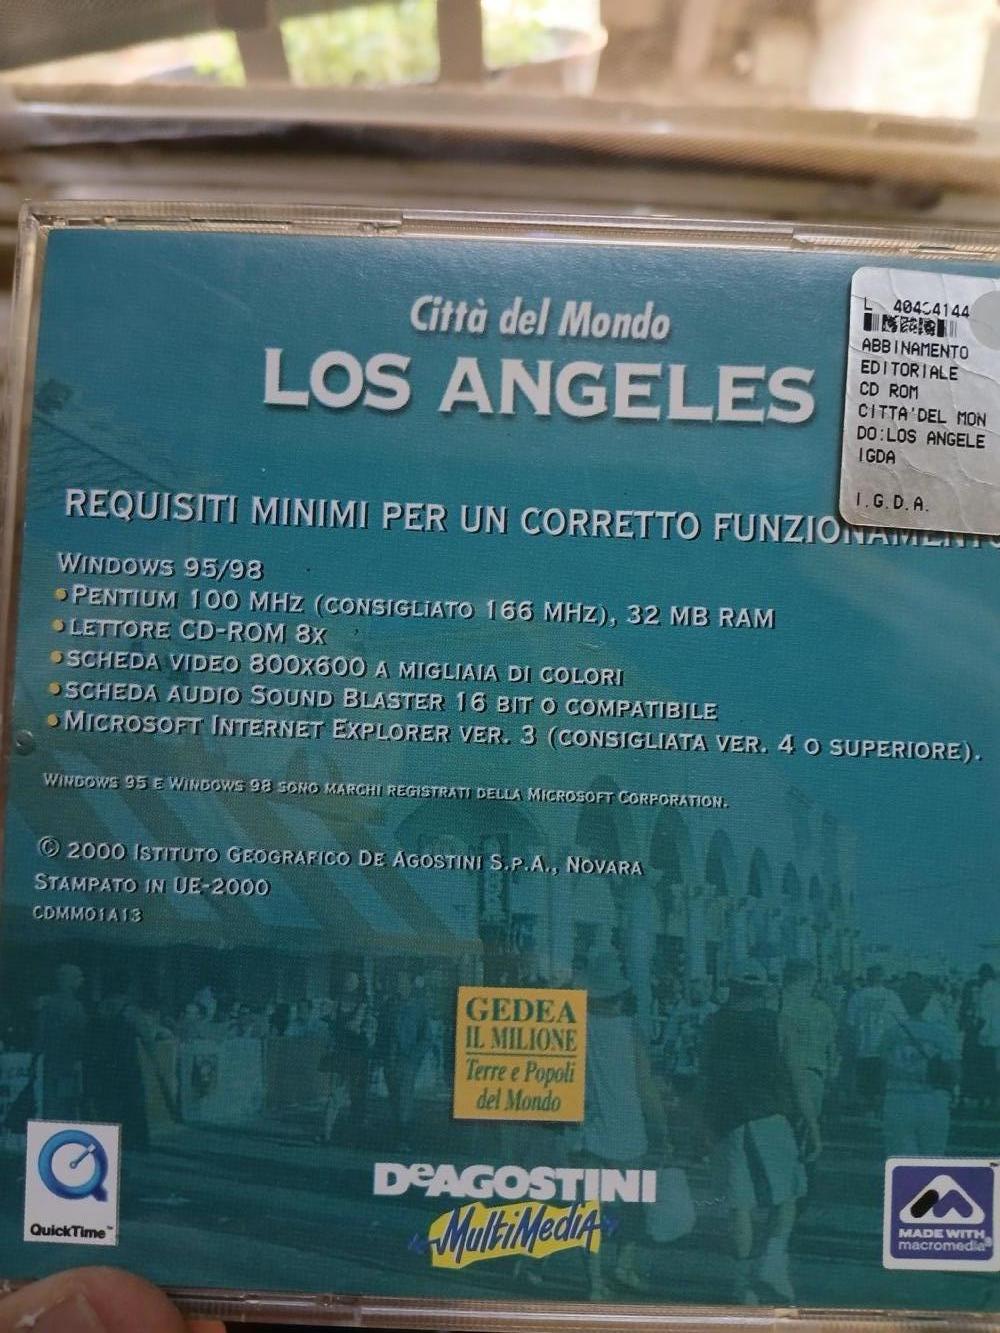 Città del Mondo
LOS ANGELES
ABBINAMENTO
EDITORIALE
CD ROM
CITTA'DEL MON
DO:LOS ANGELE
IGDA
I.G.D.A.
REQUISITI MINIMI PER UN CORRETTO FUNZIONAMENTO
WINDOWS 95/98
• PENTIUM 100 MHZ (CONSIGLIATO 166 MHZ), 32 MB RAM
• LETTORE CD-ROM 8X
• SCHEDA VIDEO 800X600 A MIGLIAIA DI COLORI
• SCHEDA AUDIO SOUND BLASTER 16 BIT O COMPATIBILE
• MICROSOFT INTERNET EXPLORER VER. 3 (CONSIGLIATA VER. 4 O SUPERIORE).
WINDOWS 95 E WINDOWS 98 SONO MARCHI REGISTRATI DELLA MICROSOFT CORPORATION.
© 2000 ISTITUTO GEOGRAFICO DE AGOSTINI S.P.A., NOVARA
STAMPATO IN UE-2000
CDMM01A13
GEDEA
IL MILIONE
Terre e Popoli
del Mondo
DeAGOSTINI
MultiMediA
QuickTime™
MADE WITH
macromedia®